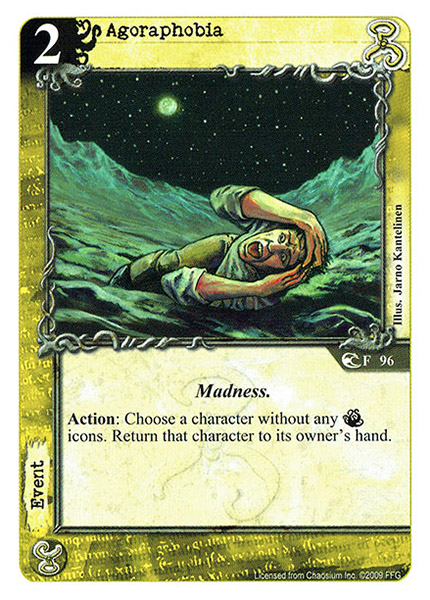 2 Agoraphobia
Illus. Jarno Kantelinen
F 96
Madness.
Action: Choose a character without any
icons. Return that character to its owner's hand.
Event
Licensed from Chaosium Inc. ©2009 FFG